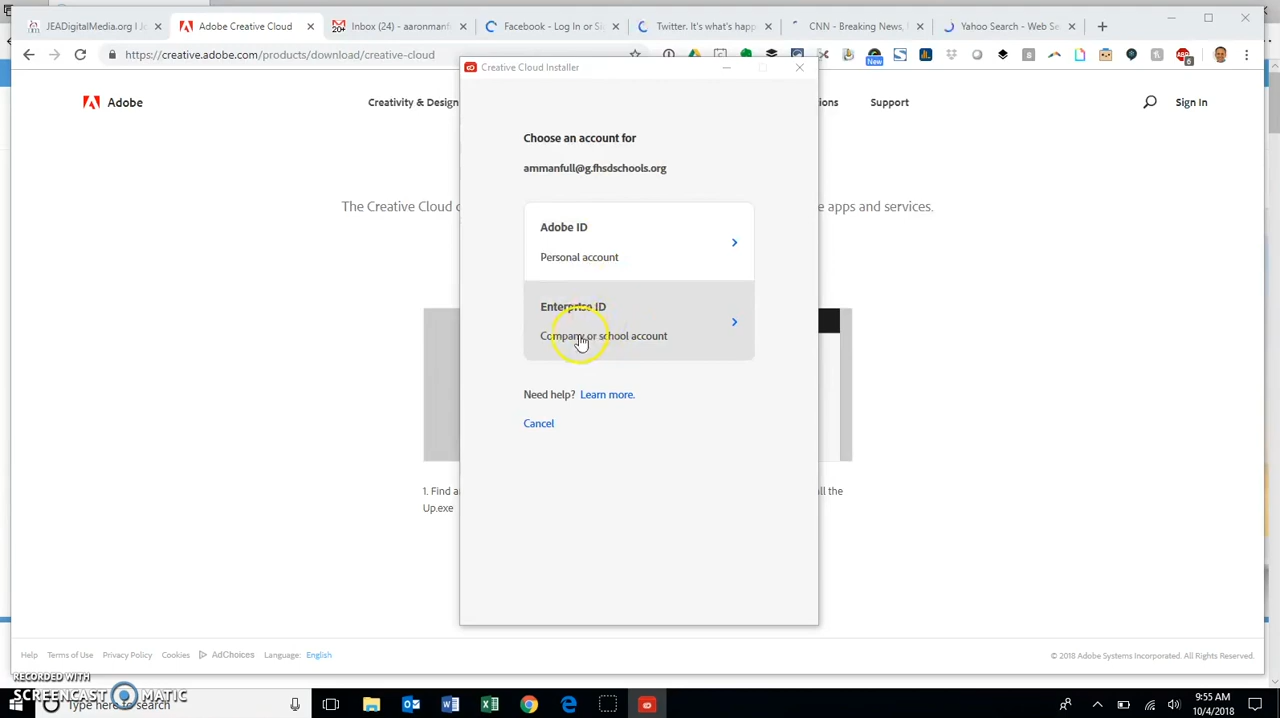 JEADigitalMedia.org | J
Adobe Creative Cloud
Inbox (24) - aaronmanf
Facebook - Log In or Si
Twitter. It's what's happ
CNN - Breaking News,
Yahoo Search - Web Se
https://creative.adobe.com/products/download/creative-cloud
New
6
Creative Cloud Installer
Adobe
Creativity & Design
ions
Support
Sign In
Choose an account for
ammanfull@g.fhsdschools.org
The Creative Cloud
e apps and services.
Adobe ID
Personal account
Enterprise ID
Company or school account
Need help? Learn more.
Cancel
1. Find a
all the
Up.exe
Help
Terms of Use
Privacy Policy
Cookies
AdChoices
Language: English
© 2018 Adobe Systems Incorporated. All Rights Reserved.
RECORDED WITH
SCREENCAST MATIC
Type here to search
9:55 AM
10/4/2018